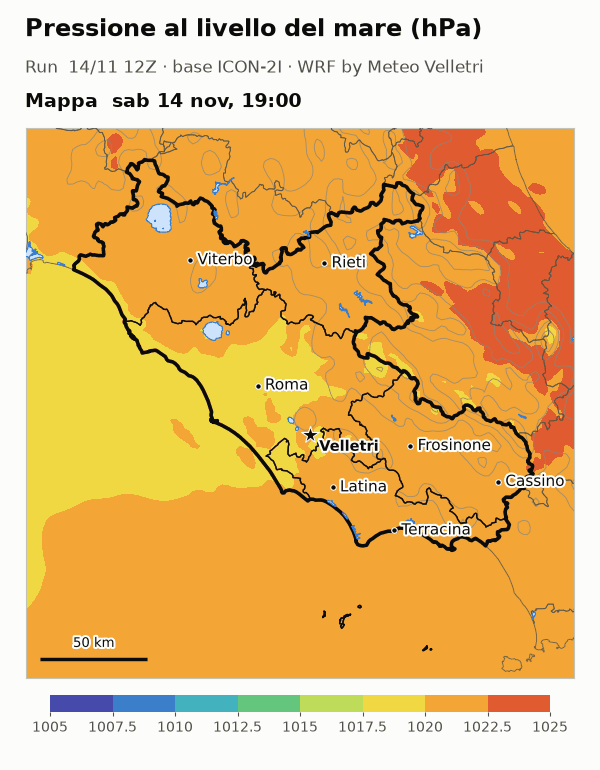 Pressione al livello del mare (hPa)
Run  14/11 12Z · base ICON-2I · WRF by Meteo Velletri
Mappa  sab 14 nov, 19:00
Viterbo
Rieti
Roma
Velletri
Frosinone
Cassino
Latina
Terracina
50 km
1005 1007.5 1010 1012.5 1015 1017.5 1020 1022.5 1025